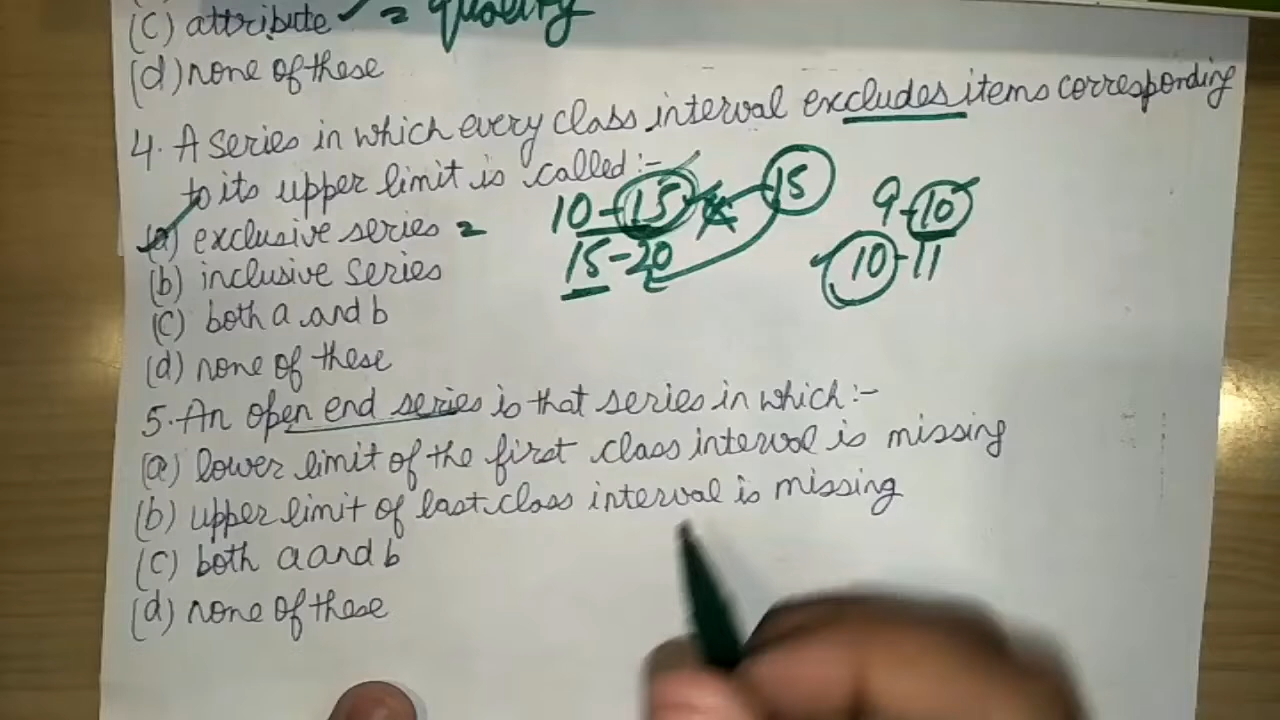 (c) attribute ✓ = quality
(d) none of these
4. A series in which every class interval excludes items corresponding
to its upper limit is called:-
(a) exclusive series =
10-15 15 9-10
15-20 10-11
(b) inclusive series
(c) both a and b
(d) none of these
5. An open end series is that series in which:-
(a) lower limit of the first class interval is missing
(b) upper limit of last class interval is missing
(c) both a and b
(d) none of these